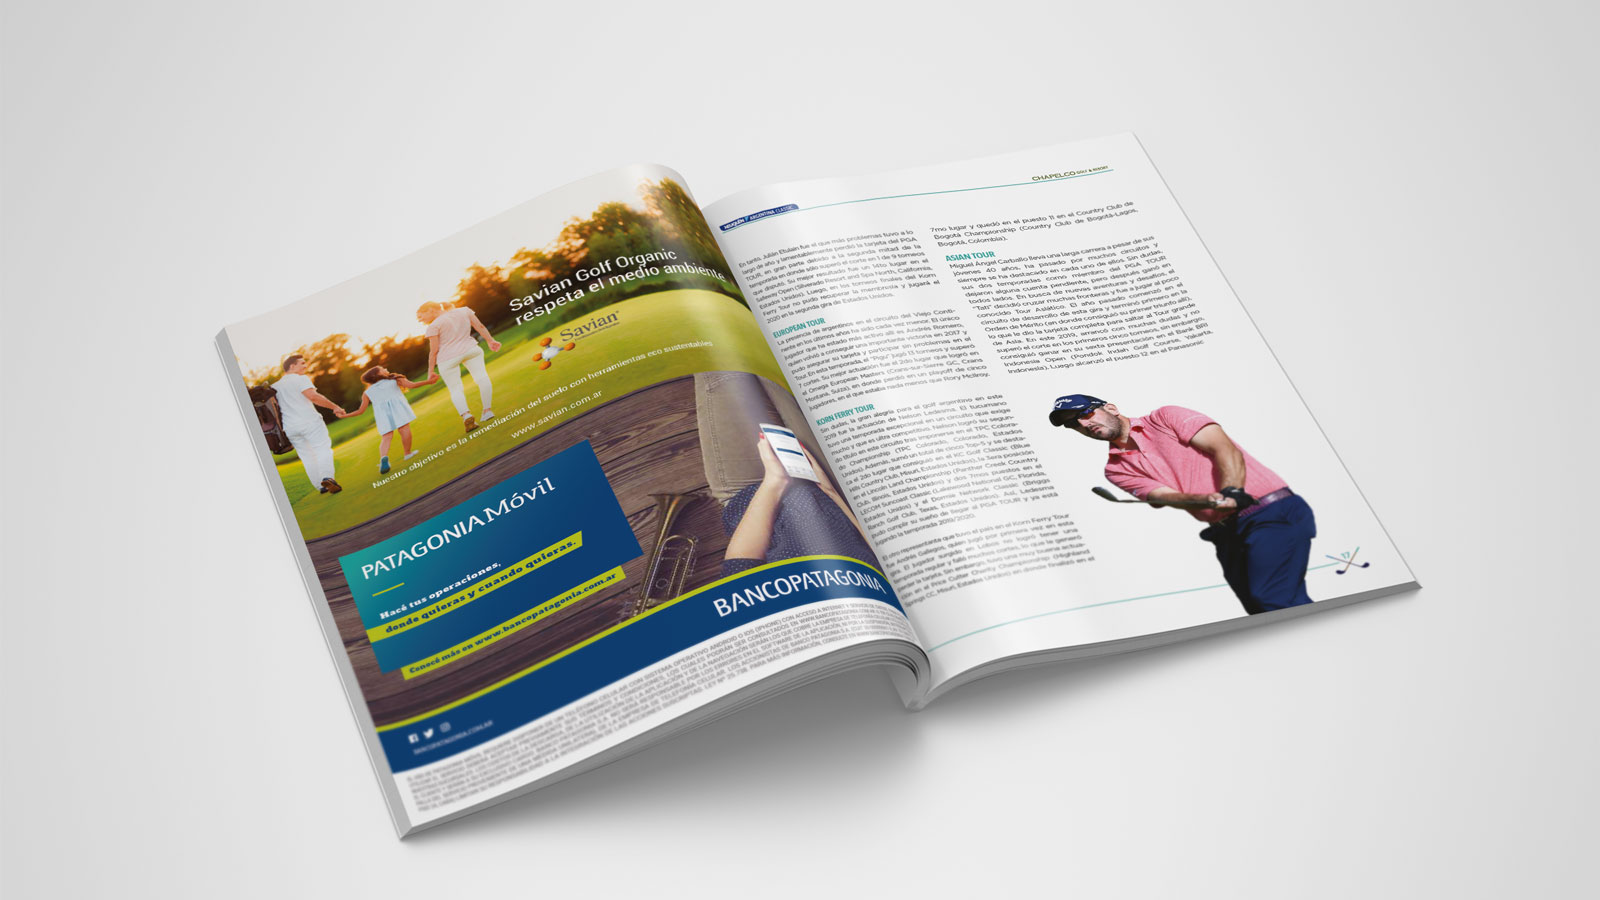 Savian Golf Organic
respeta el medio ambiente
Savian
Nuestro objetivo es la remediación del suelo con herramientas eco sustentables
www.savian.com.ar
PATAGONIAMóvil
Hacé tus operaciones,
donde quieras y cuando quieras.
Conocé más en www.bancopatagonia.com.ar
BANCOPATAGONIA
BANCOPATAGONIA.COM.AR
NEUQUÉN ARGENTINA CLASSIC
CHAPELCO GOLF & RESORT
En tanto, Julián Etulain fue el que más problemas tuvo a lo
largo de año y lamentablemente perdió la tarjeta del PGA
TOUR, en gran parte debido a la segunda mitad de la
temporada en donde sólo superó el corte en 1 de 9 torneos
que disputó. Su mejor resultado fue un 14to lugar en el
Safeway Open (Silverado Resort and Spa North, California,
Estados Unidos). Luego, en los torneos finales del Korn
Ferry Tour no pudo recuperar la membrosía y jugará el
2020 en la segunda gira de Estados Unidos.
EUROPEAN TOUR
La presencia de argentinos en el circuito del Viejo Conti-
nente en los últimos años ha sido cada vez menor. El único
jugador que ha estado más activo allí es Andrés Romero,
quien volvió a conseguir una importante victoria en 2017 y
pudo asegurar su tarjeta y participar sin problemas en el
Tour. En esta temporada, el "Pigu" jugó 13 torneos y superó
7 cortes. Su mejor actuación fue el 2do lugar que logró en
el Omega European Masters (Crans-sur-Sierre GC, Crans
Montana, Suiza), en donde perdió en un playoff de cinco
jugadores, en el que estaba nada menos que Rory McIlroy.
KORN FERRY TOUR
Sin dudas, la gran alegría para el golf argentino en este
2019 fue la actuación de Nelson Ledesma. El tucumano
tuvo una temporada excepcional en un circuito que exige
mucho y que es ultra competitivo. Nelson logró su segun-
do título en este circuito tras imponerse en el TPC Colora-
do Championship (TPC Colorado, Colorado, Estados
Unidos). Además, sumó un total de cinco Top-5 y se desta-
ca el 2do lugar que consiguió en el KC Golf Classic (Blue
Hills Country Club, Misuri, Estados Unidos), la 3era posición
en el Lincoln Land Championship (Panther Creek Country
Club, Illinois, Estados Unidos) y dos 7mos puestos en el
LECOM Suncoast Classic (Lakewood National GC, Florida,
Estados Unidos) y el Dormie Network Classic (Briggs
Ranch Golf Club, Texas, Estados Unidos). Así, Ledesma
pudo cumplir su sueño de llegar al PGA TOUR y ya está
jugando la temporada 2019/2020.
El otro representante que tuvo el país en el Korn Ferry Tour
fue Andrés Gallegos, quien jugó por primera vez en esta
gira. El jugador surgido en Lobos no logró tener una
temporada regular y falló muchos cortes, lo que le generó
perder la tarjeta. Sin embargo, tuvo una muy buena actua-
ción en el Price Cutter Charity Championship (Highland
Springs CC, Misuri, Estados Unidos) en donde finalizó en el
7mo lugar y quedó en el puesto 11 en el Country Club de
Bogotá Championship (Country Club de Bogotá-Lagos,
Bogotá, Colombia).
ASIAN TOUR
Miguel Ángel Carballo lleva una larga carrera a pesar de sus
jóvenes 40 años, ha pasado por muchos circuitos y
siempre se ha destacado en cada uno de ellos. Sin dudas,
sus dos temporadas como miembro del PGA TOUR
dejaron alguna cuenta pendiente, pero después ganó en
todos lados. En busca de nuevas aventuras y desafíos, el
"Tati" decidió cruzar muchas fronteras y fue a jugar al poco
conocido Tour Asiático. El año pasado comenzó en el
circuito de desarrollo de esta gira y terminó primero en la
Orden de Mérito (en donde consiguió su primer triunfo allí),
lo que le dio la tarjeta completa para saltar al Tour grande
de Asia. En este 2019, arrancó con muchas dudas y no
superó el corte en los primeros cinco torneos, sin embargo,
consiguió ganar en su sexta presentación en el Bank BRI
Indonesia Open (Pondok Indah Golf Course, Yakarta,
Indonesia). Luego alcanzó el puesto 12 en el Panasonic
17